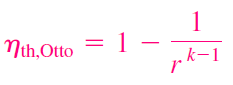 η_th,Otto = 1 − 1/r^(k−1)